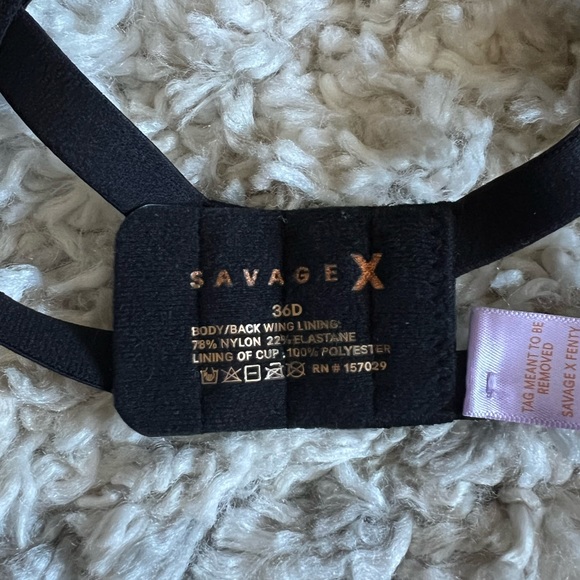 SAVAGE X
36D
BODY/BACK WING LINING:
78% NYLON 22% ELASTANE
LINING OF CUP : 100% POLYESTER
RN # 157029
TAG MEANT TO BE
REMOVED
SAVAGE X FENTY